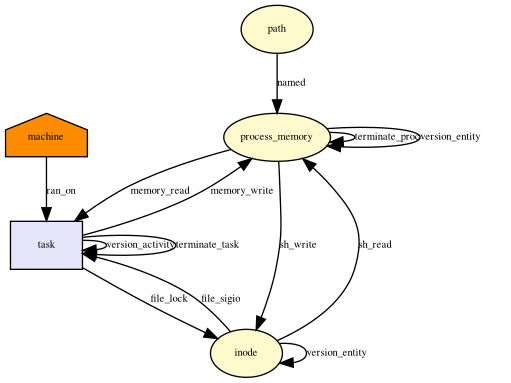 path
named
machine
process_memory
terminate_proc
version_entity
ran_on
memory_read
memory_write
task
version_activity
terminate_task
sh_write
sh_read
file_lock
file_sigio
inode
version_entity